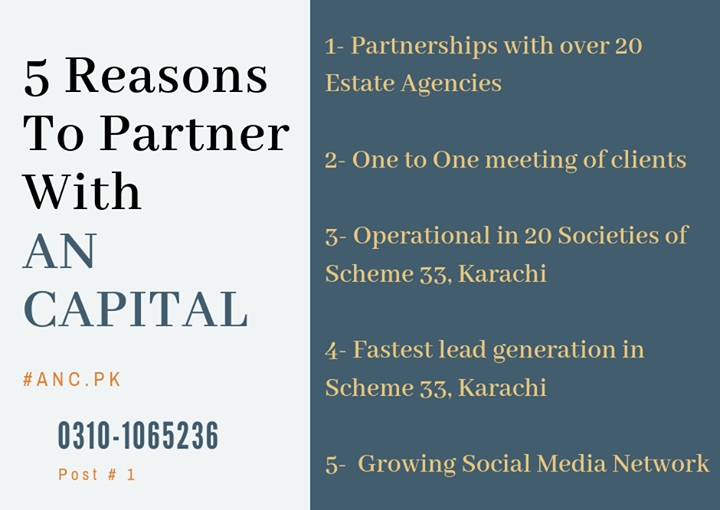 5 Reasons
To Partner
With
AN
CAPITAL
#ANC.PK
0310-1065236
Post # 1
1- Partnerships with over 20
Estate Agencies
2- One to One meeting of clients
3- Operational in 20 Societies of
Scheme 33, Karachi
4- Fastest lead generation in
Scheme 33, Karachi
5- Growing Social Media Network